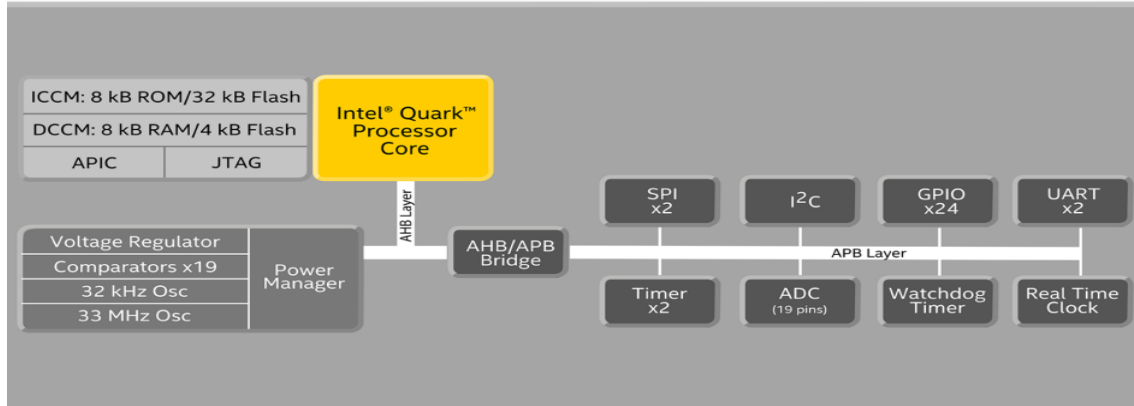 ICCM: 8 kB ROM/32 kB Flash
DCCM: 8 kB RAM/4 kB Flash
APIC
JTAG
Intel® Quark™
Processor
Core
AHB Layer
Voltage Regulator
Comparators x19
32 kHz Osc
33 MHz Osc
Power
Manager
AHB/APB
Bridge
SPI
x2
I²C
GPIO
x24
UART
x2
APB Layer
Timer
x2
ADC
(19 pins)
Watchdog
Timer
Real Time
Clock